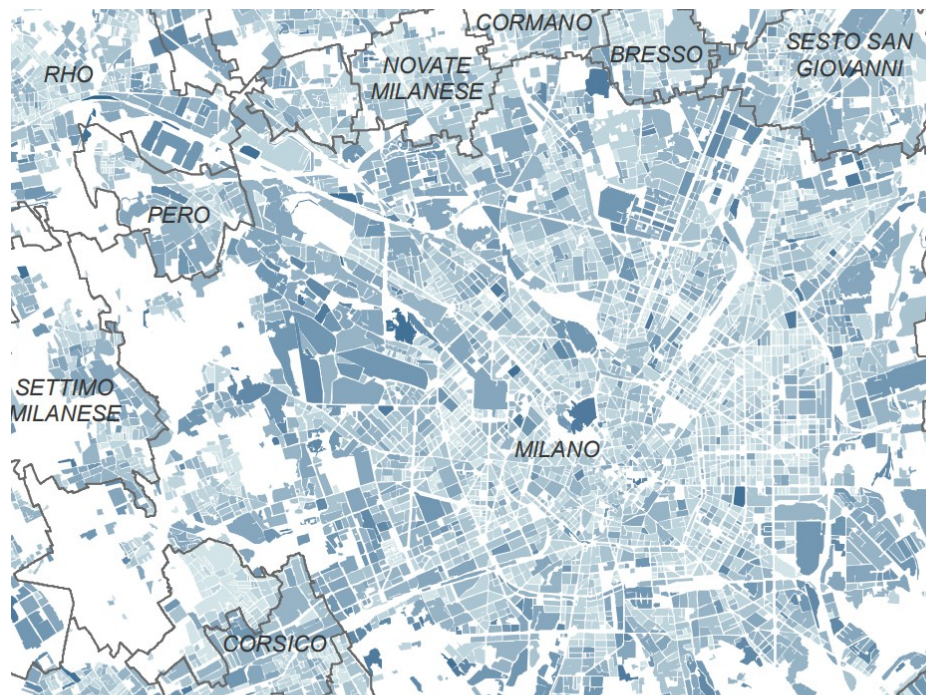 CORMANO
BRESSO
SESTO SAN
GIOVANNI
RHO
NOVATE
MILANESE
PERO
SETTIMO
MILANESE
MILANO
CORSICO